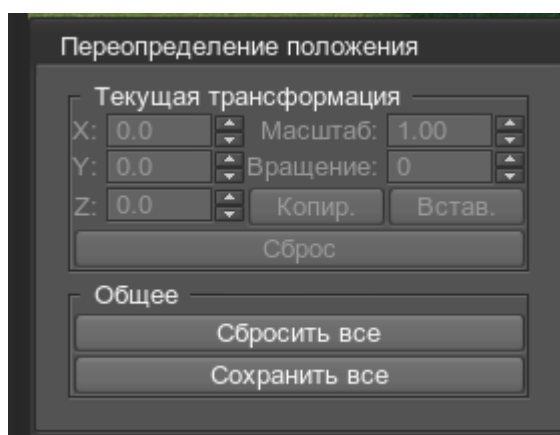 Переопределение положения
Текущая трансформация
X: 0.0 Масштаб: 1.00
Y: 0.0 Вращение: 0
Z: 0.0 Копир. Встав.
Сброс
Общее
Сбросить все
Сохранить все